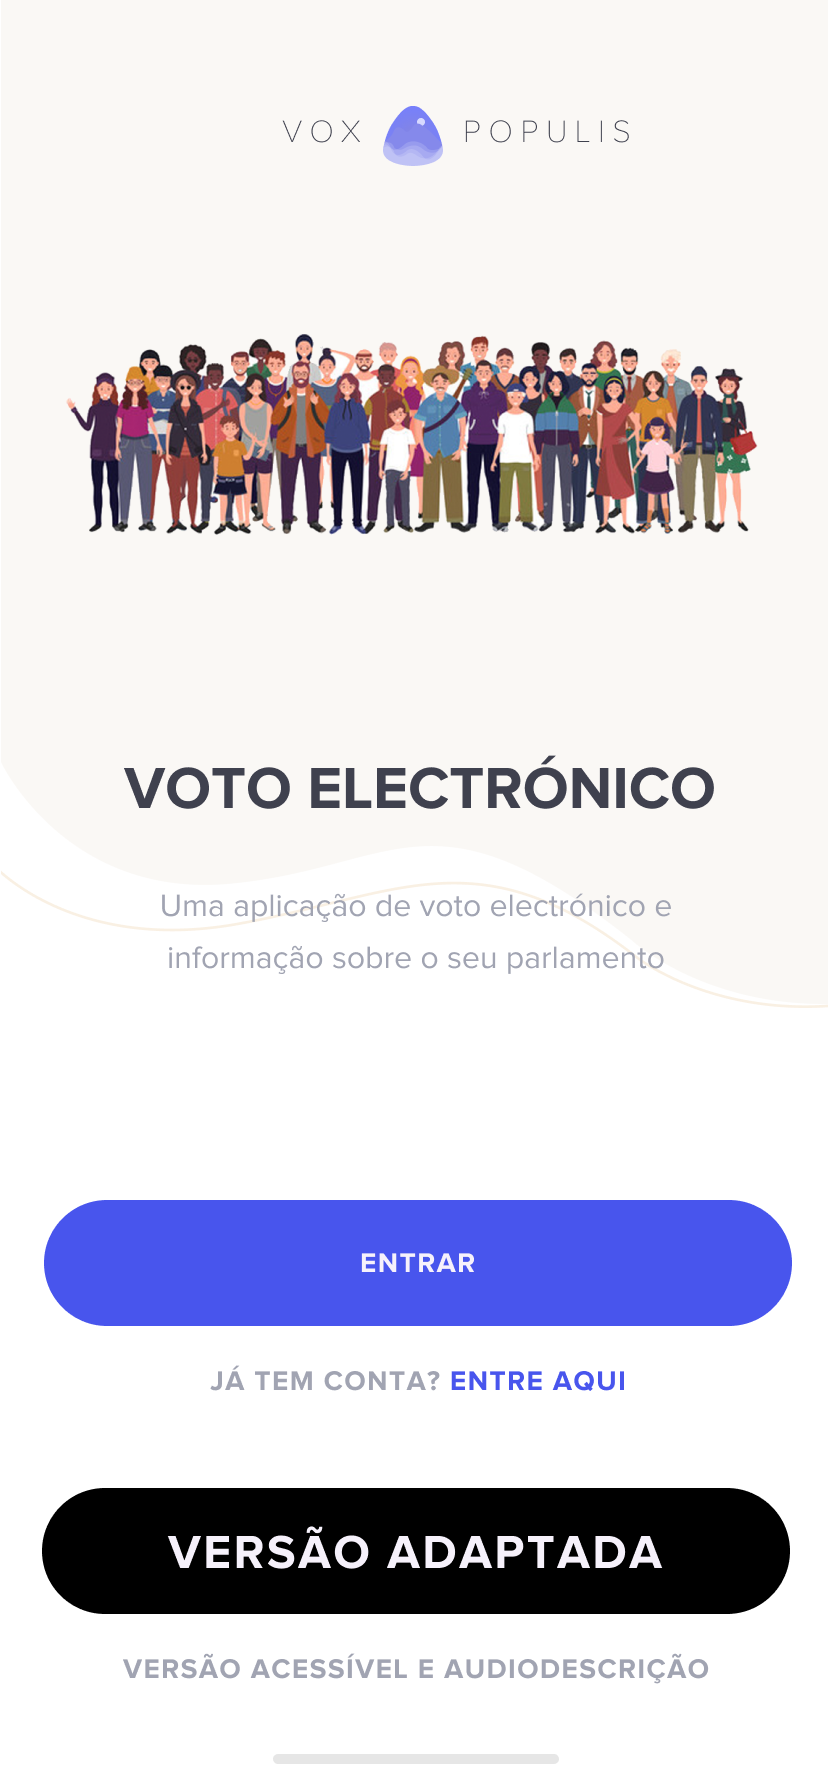 VOX POPULIS
VOTO ELECTRÓNICO
Uma aplicação de voto electrónico e
informação sobre o seu parlamento
ENTRAR
JÁ TEM CONTA? ENTRE AQUI
VERSÃO ADAPTADA
VERSÃO ACESSÍVEL E AUDIODESCRIÇÃO